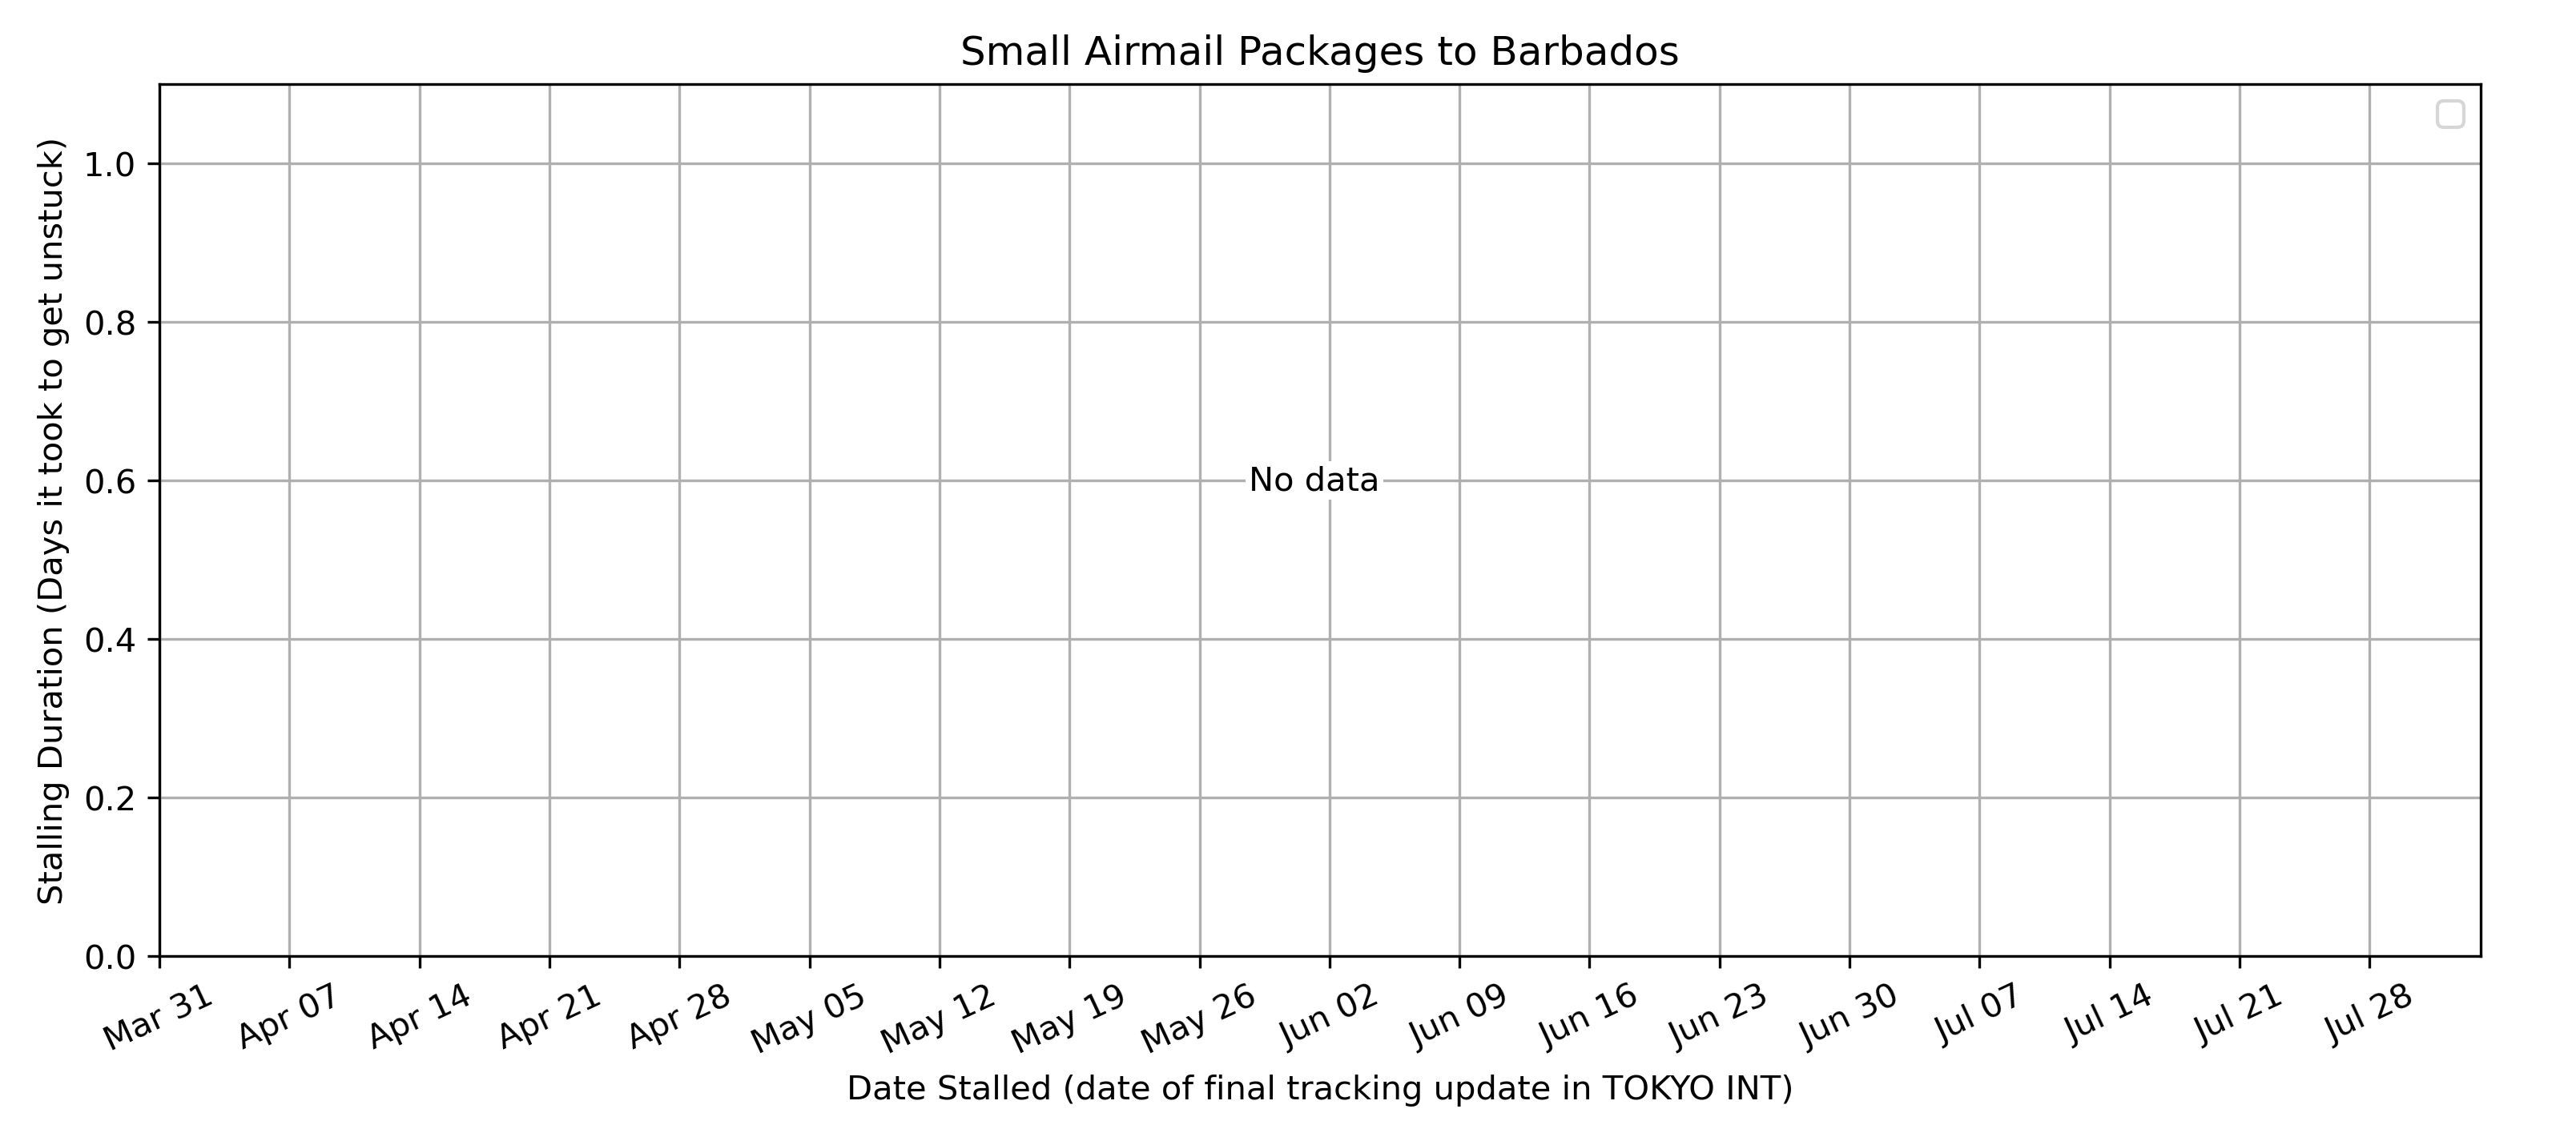 Small Airmail Packages to Barbados
Stalling Duration (Days it took to get unstuck)
1.0
0.8
0.6
0.4
0.2
0.0
No data
Mar 31
Apr 07
Apr 14
Apr 21
Apr 28
May 05
May 12
May 19
May 26
Jun 02
Jun 09
Jun 16
Jun 23
Jun 30
Jul 07
Jul 14
Jul 21
Jul 28
Date Stalled (date of final tracking update in TOKYO INT)